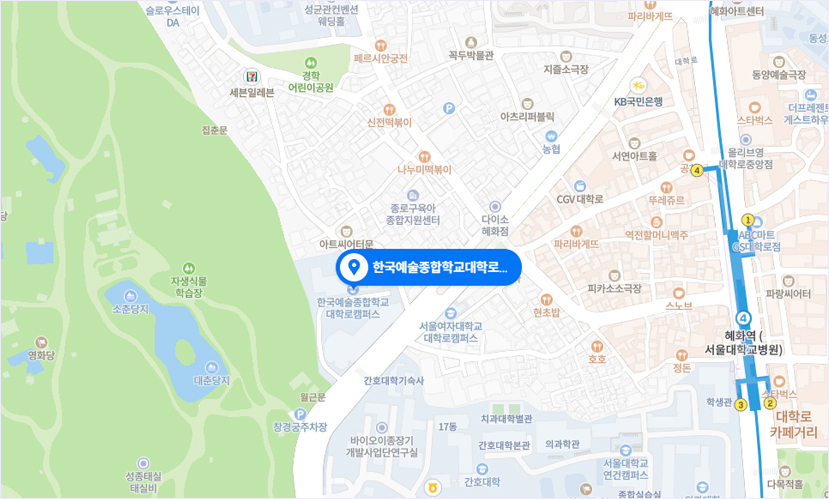 슬로우스테이
DA
성균관컨벤션
웨딩홀
파리바게뜨
혜화아트센터
동성
페르시안궁전
꼭두박물관
지즐소극장
대학로
동양예술극장
경학
어린이공원
세븐일레븐
KB국민은행
더프레젠트
게스트하우
스타벅스
신전떡볶이
P
아츠리퍼블릭
집춘문
농협
서연아트홀
올리브영
대학로중앙점
공차
4
나누미떡볶이
CGV 대학로
뚜레쥬르
종로구육아
종합지원센터
다이소
혜화점
1
ABC마트
GS대학로점
역전할머니맥주
파리바게뜨
아트씨어터문
한국예술종합학교대학로...
자생식물
학습장
피카소소극장
파랑씨어터
한국예술종합학교
대학로캠퍼스
소춘당지
현초밥
스노브
4
서울여자대학교
대학로캠퍼스
혜화역 (
서울대학교병원)
영화당
호호
정돈
대춘당지
간호대학기숙사
스타벅스
월근문
학생관
3
2
P
창경궁주차장
치과대학별관
대학로
카페거리
17동
바이오이종장기
개발사업단연구실
간호대학본관
의과학관
서울대학교
연건캠퍼스
성종태실
태실비
간호대학
다목적홀
종합실습실